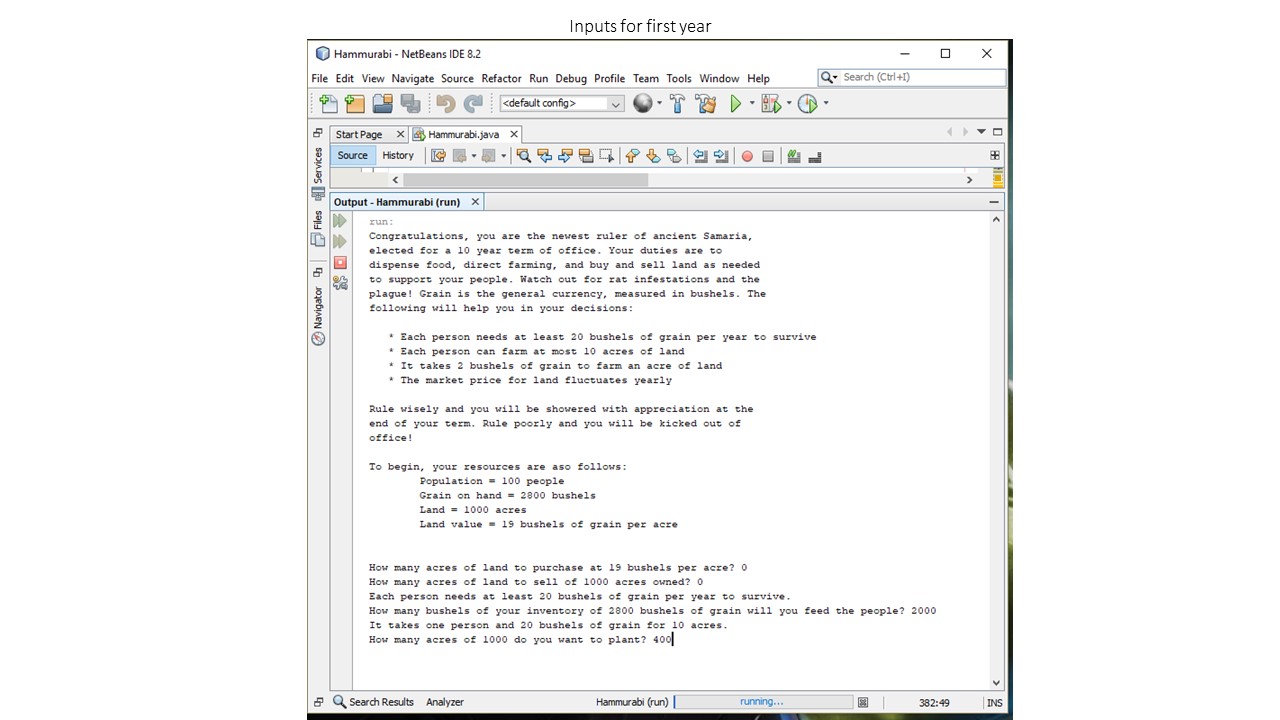 Inputs for first year
Hammurabi - NetBeans IDE 8.2
File Edit View Navigate Source Refactor Run Debug Profile Team Tools Window Help
Search (Ctrl+I)
<default config>
Start Page
Hammurabi.java
Source History
Services
Files
Navigator
Output - Hammurabi (run)
run:
Congratulations, you are the newest ruler of ancient Samaria,
elected for a 10 year term of office. Your duties are to
dispense food, direct farming, and buy and sell land as needed
to support your people. Watch out for rat infestations and the
plague! Grain is the general currency, measured in bushels. The
following will help you in your decisions:
* Each person needs at least 20 bushels of grain per year to survive
* Each person can farm at most 10 acres of land
* It takes 2 bushels of grain to farm an acre of land
* The market price for land fluctuates yearly
Rule wisely and you will be showered with appreciation at the
end of your term. Rule poorly and you will be kicked out of
office!
To begin, your resources are aso follows:
Population = 100 people
Grain on hand = 2800 bushels
Land = 1000 acres
Land value = 19 bushels of grain per acre
How many acres of land to purchase at 19 bushels per acre? 0
How many acres of land to sell of 1000 acres owned? 0
Each person needs at least 20 bushels of grain per year to survive.
How many bushels of your inventory of 2800 bushels of grain will you feed the people? 2000
It takes one person and 20 bushels of grain for 10 acres.
How many acres of 1000 do you want to plant? 400
Search Results Analyzer Hammurabi (run) running... 382:49 INS